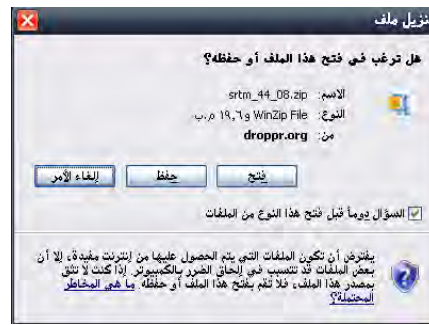 تنزيل ملف
هل ترغب في فتح هذا الملف أو حفظه؟
الاسم: srtm_44_08.zip
النوع: WinZip File و ١٩,٦ م.ب
من: droppr.org
فتح
حفظ
إلغاء الأمر
السؤال دوماً قبل فتح هذا النوع من الملفات
يفترض أن تكون الملفات التي يتم الحصول عليها من إنترنت مفيدة، إلا أن
بعض الملفات قد تتسبب في إلحاق الضرر بالكمبيوتر. إذا كنت لا تثق
بمصدر هذا الملف، فلا تقم بفتح هذا الملف أو حفظه. ما هي المخاطر
المحتملة؟